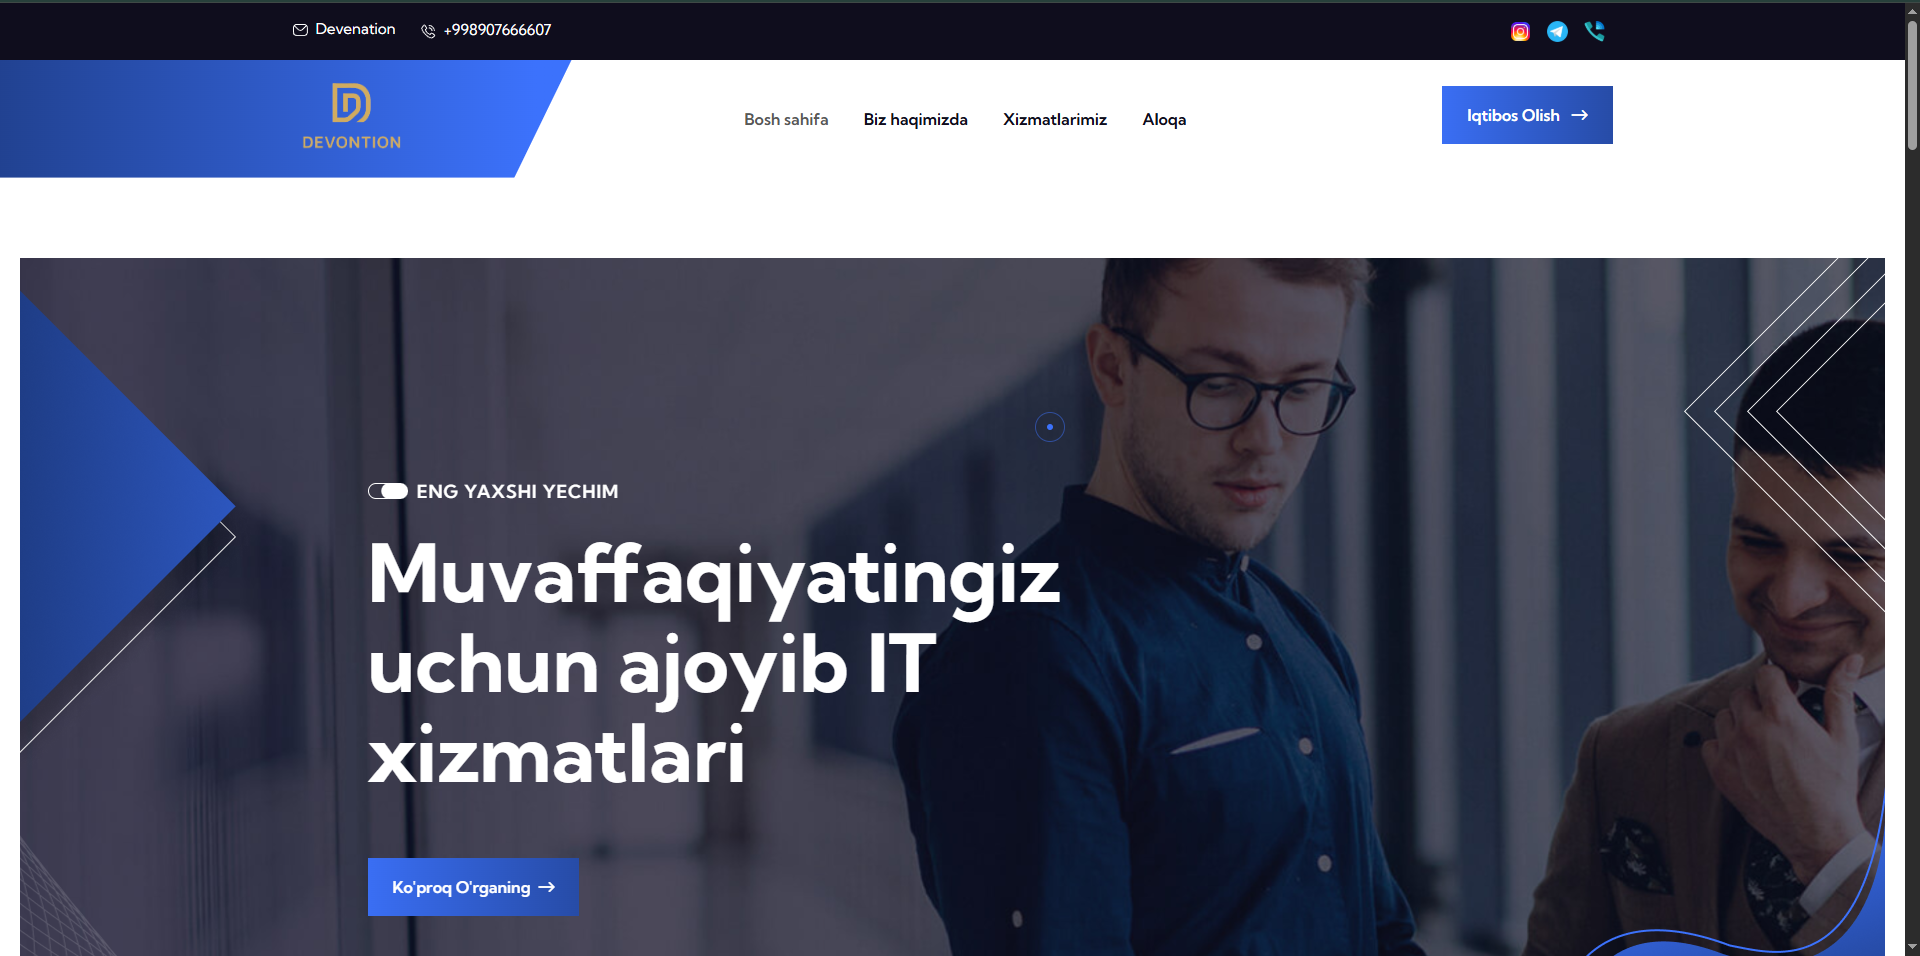 Devenation
+998907666607
DEVONTION
Bosh sahifa
Biz haqimizda
Xizmatlarimiz
Aloqa
Iqtibos Olish
ENG YAXSHI YECHIM
Muvaffaqiyatingiz
uchun ajoyib IT
xizmatlari
Ko'proq O'rganing